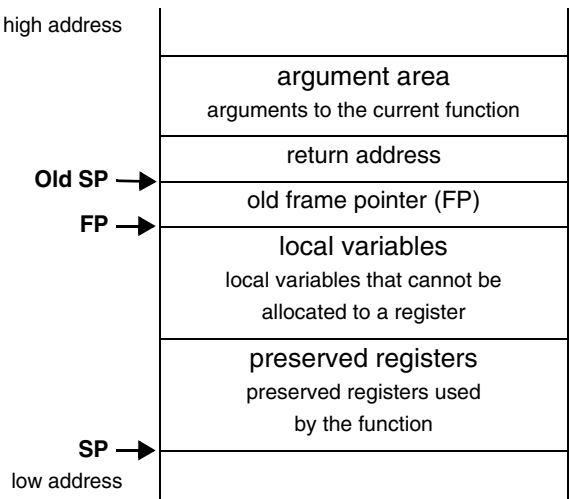 high address
argument area
arguments to the current function
return address
Old SP
old frame pointer (FP)
FP
local variables
local variables that cannot be
allocated to a register
preserved registers
preserved registers used
by the function
SP
low address